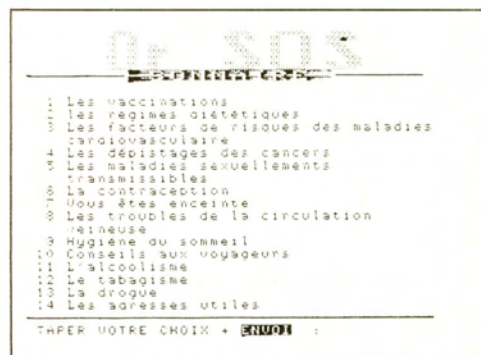 Dr SOS
BONNAFRE
1 Les vaccinations
2 les régimes diététiques
3 Les facteurs de risques des maladies
cardiovasculaire
4 Les dépistages des cancers
5 Les maladies sexuellements
transmissibles
6 La contraception
7 Vous êtes enceinte
8 Les troubles de la circulation
veineuse
9 Hygiène du sommeil
10 Conseils aux voyageurs
11 L'alcoolisme
12 Le tabagisme
13 La drogue
14 Les adresses utiles
TAPER VOTRE CHOIX + ENVOI :